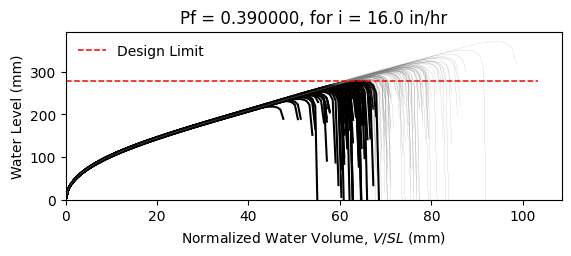 Pf = 0.390000, for i = 16.0 in/hr
Design Limit
Water Level (mm)
300
200
100
0
0 20 40 60 80 100
Normalized Water Volume, V/SL (mm)